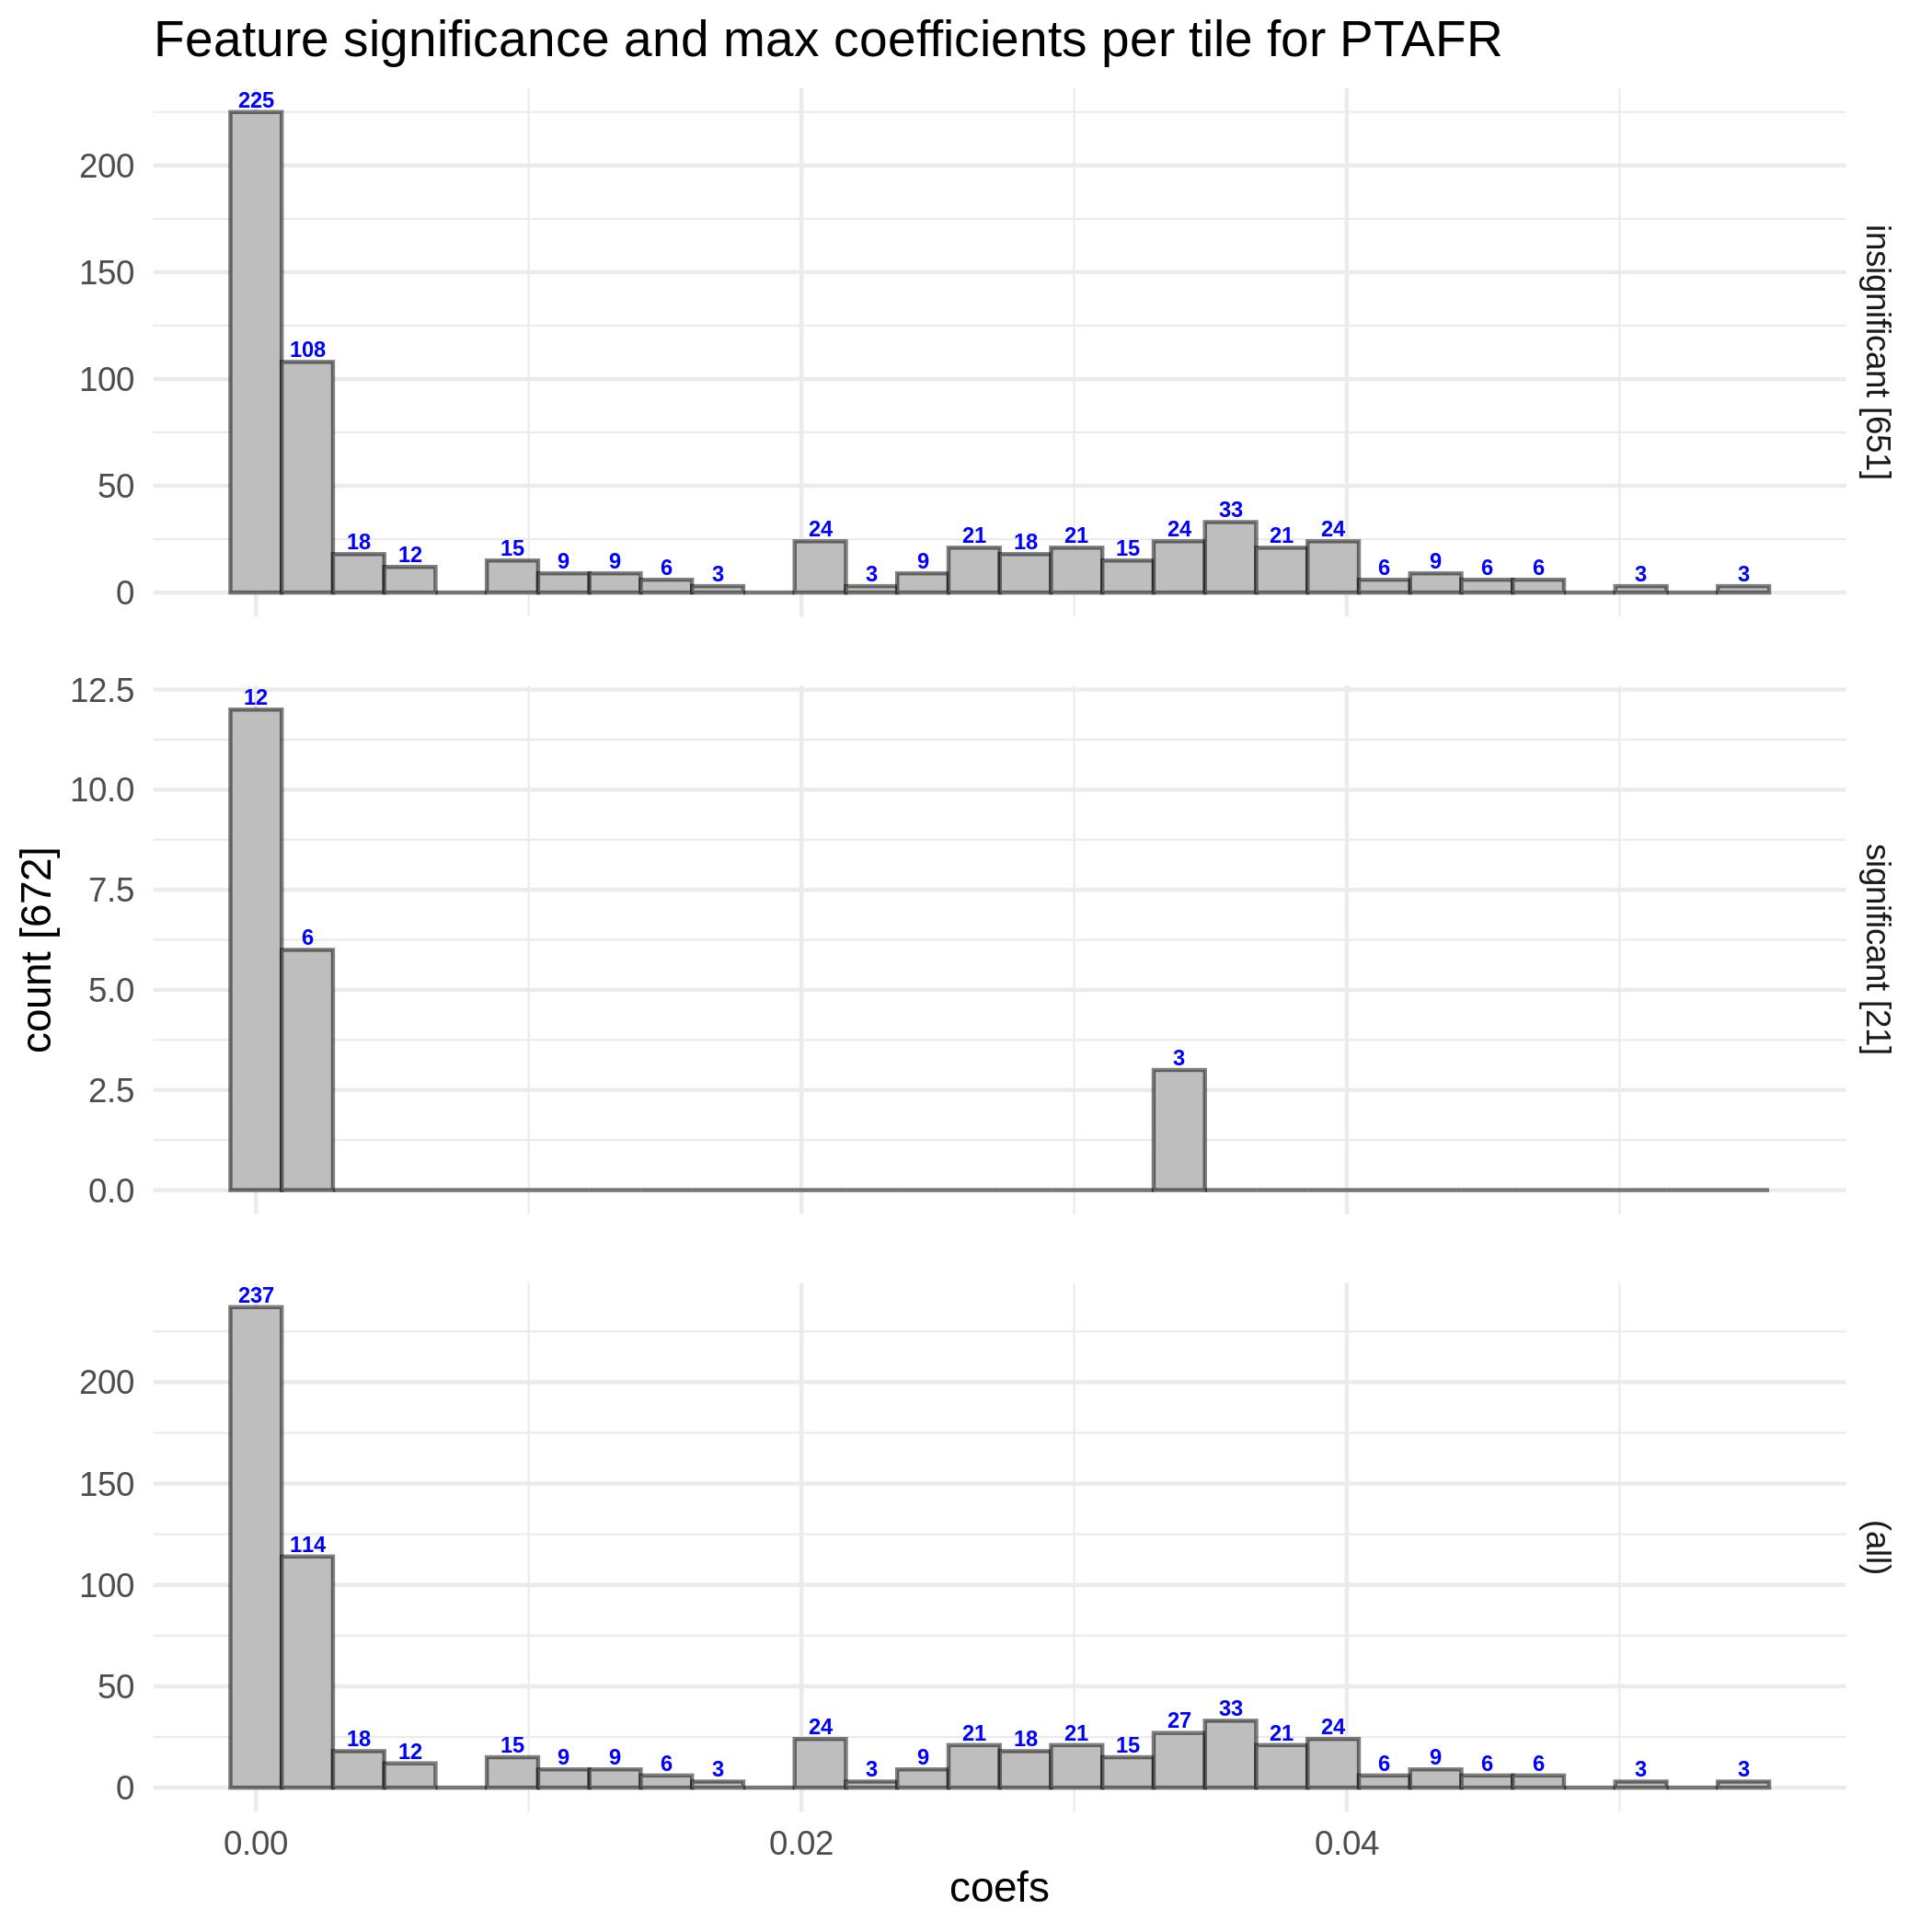 Feature significance and max coefficients per tile for PTAFR
225
200
150
108
100
50
18 12 15 9 9 6 3 24 3 9 21 18 21 15 24 33 21 24 6 9 6 6 3 3
0
insignificant [651]
12.5
12
10.0
7.5
6
5.0
3
2.5
0.0
significant [21]
count [672]
237
200
150
114
100
50
18 12 15 9 9 6 3 24 3 9 21 18 21 15 27 33 21 24 6 9 6 6 3 3
0
(all)
0.00 0.02 0.04
coefs